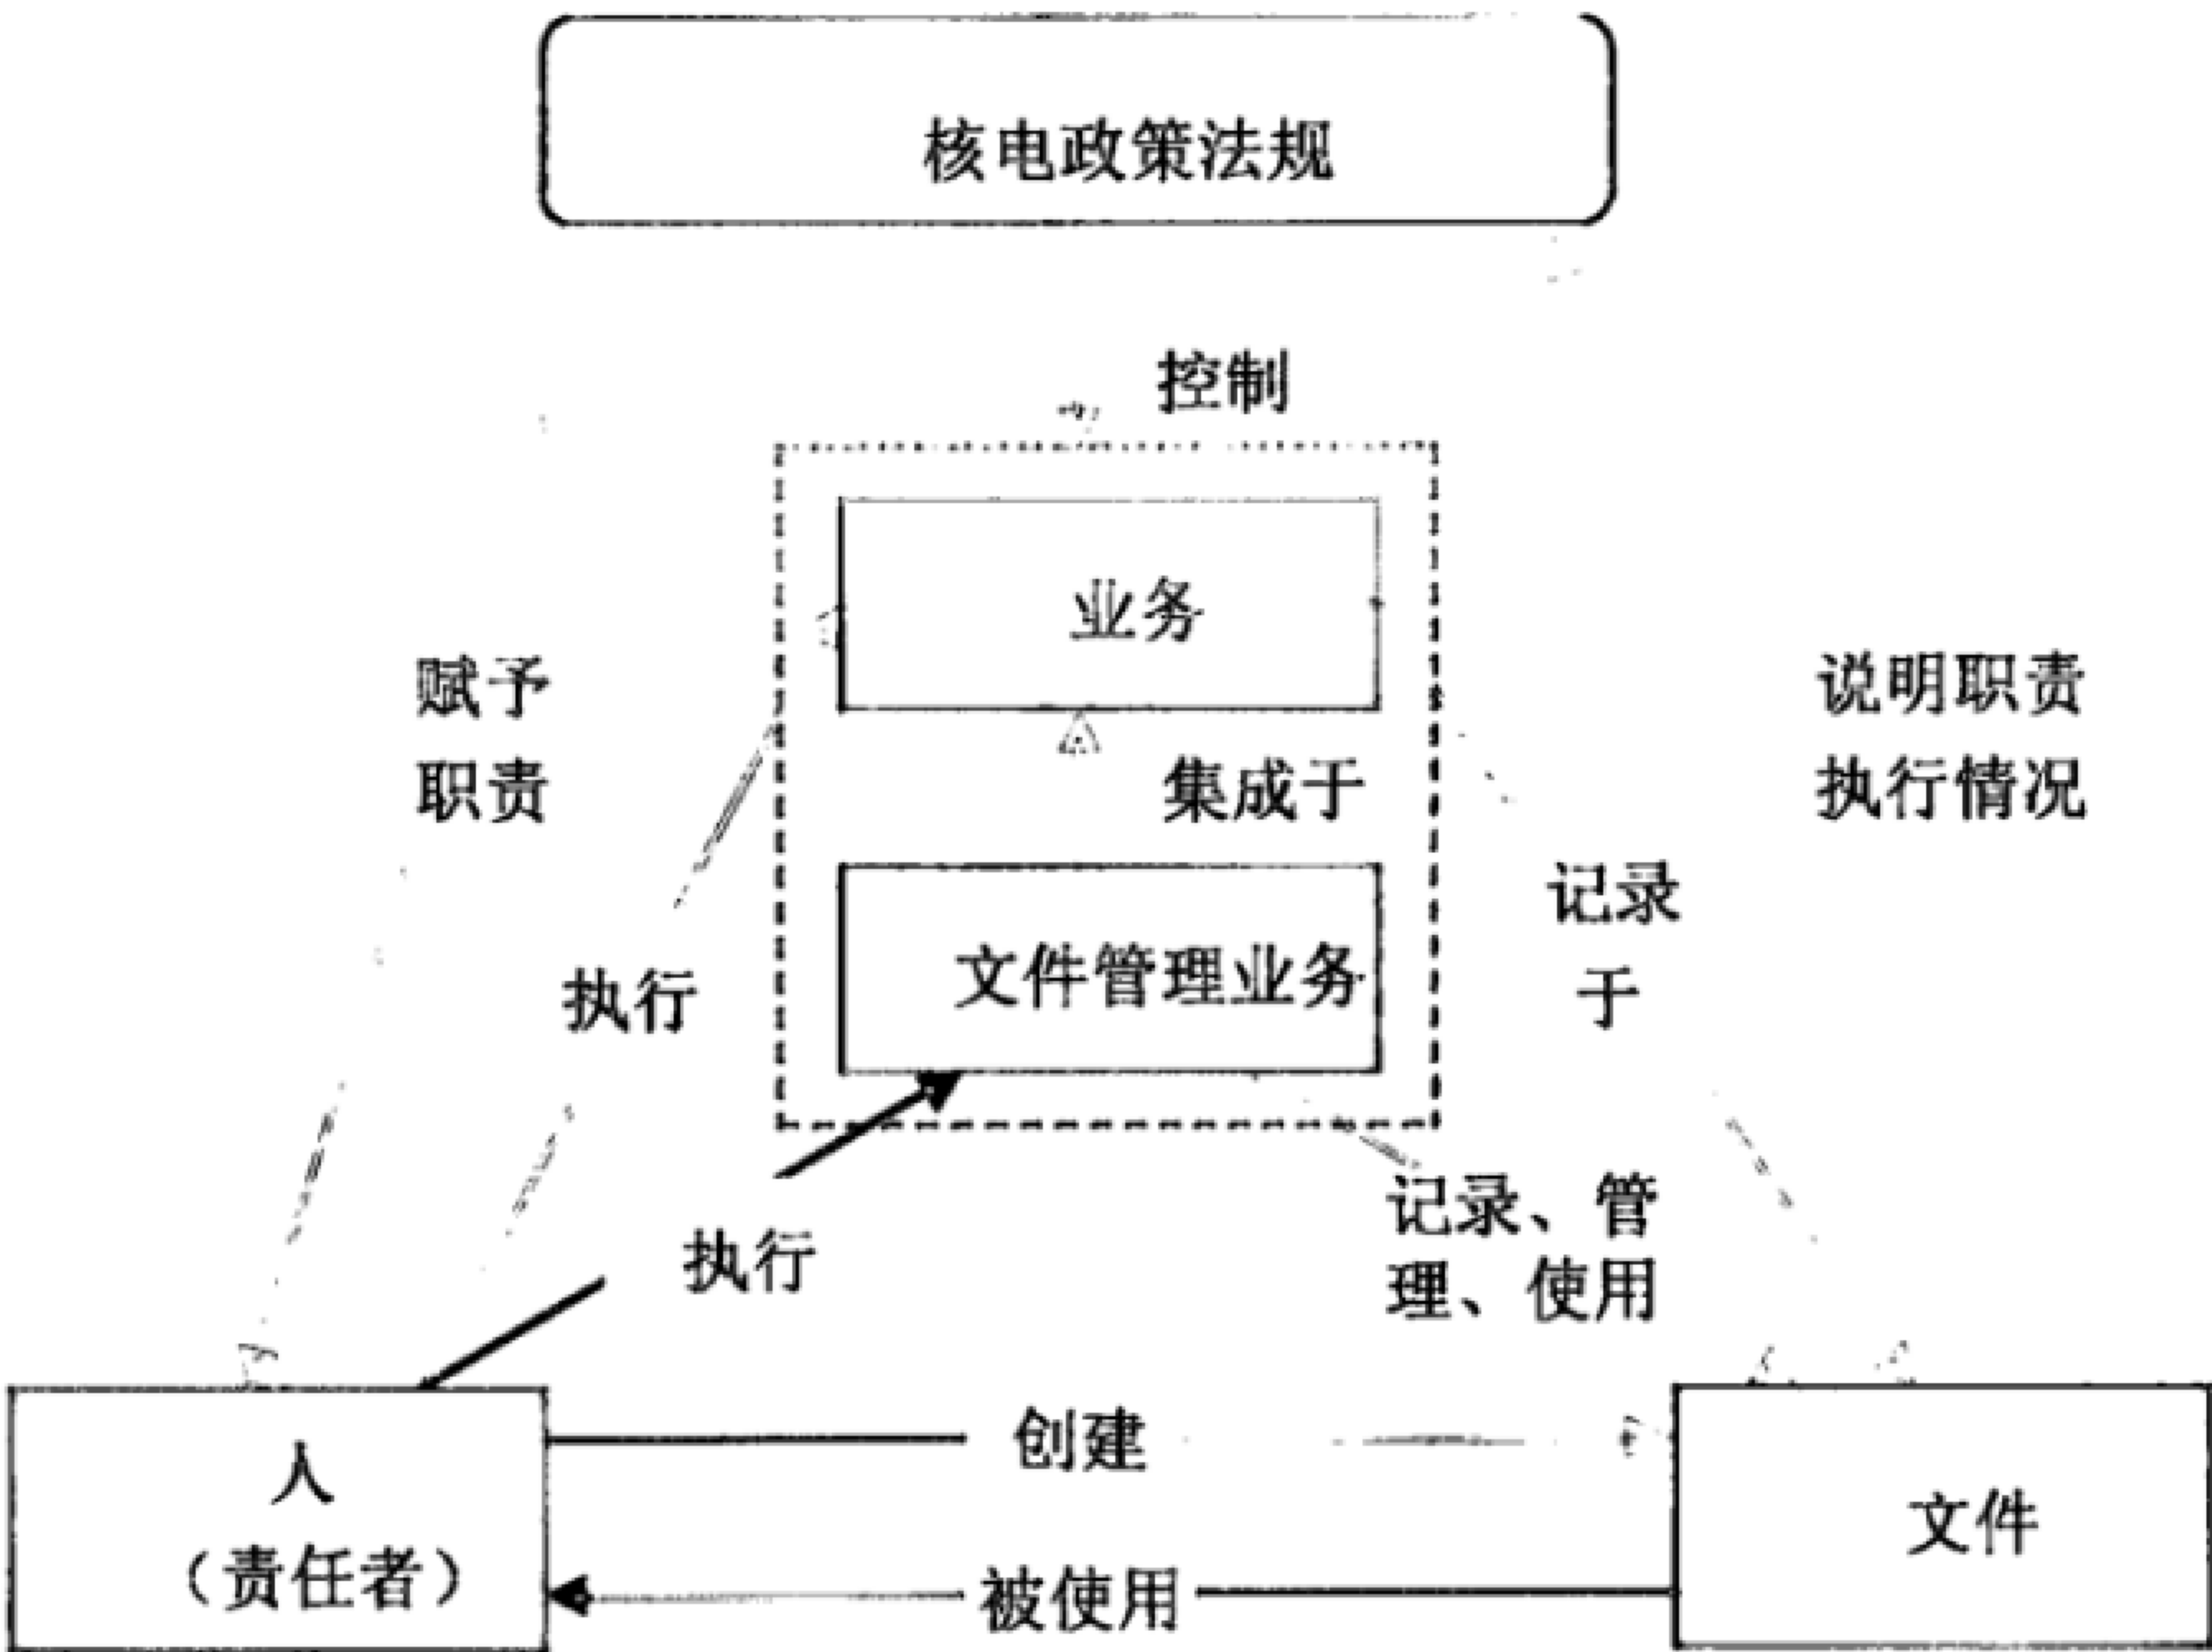 核电政策法规
控制
业务
赋予
职责
说明职责
执行情况
集成于
记录
于
文件管理业务
执行
记录、管
理、使用
执行
创建
人
（责任者）
文件
被使用